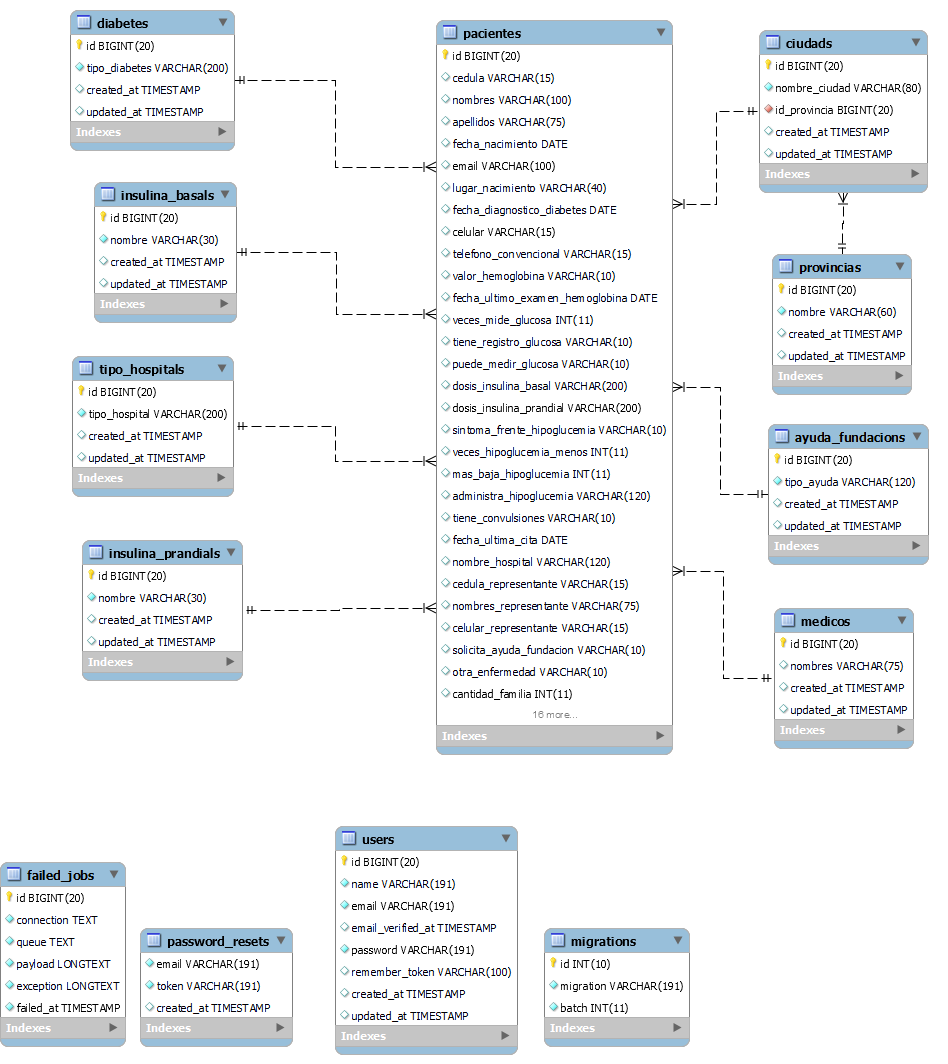 diabetes
id BIGINT(20)
tipo_diabetes VARCHAR(200)
created_at TIMESTAMP
updated_at TIMESTAMP
Indexes
insulina_basals
id BIGINT(20)
nombre VARCHAR(30)
created_at TIMESTAMP
updated_at TIMESTAMP
Indexes
tipo_hospitals
id BIGINT(20)
tipo_hospital VARCHAR(200)
created_at TIMESTAMP
updated_at TIMESTAMP
Indexes
insulina_prandials
id BIGINT(20)
nombre VARCHAR(30)
created_at TIMESTAMP
updated_at TIMESTAMP
Indexes
pacientes
id BIGINT(20)
cedula VARCHAR(15)
nombres VARCHAR(100)
apellidos VARCHAR(75)
fecha_nacimiento DATE
email VARCHAR(100)
lugar_nacimiento VARCHAR(40)
fecha_diagnostico_diabetes DATE
celular VARCHAR(15)
telefono_convencional VARCHAR(15)
valor_hemoglobina VARCHAR(10)
fecha_ultimo_examen_hemoglobina DATE
veces_mide_glucosa INT(11)
tiene_registro_glucosa VARCHAR(10)
puede_medir_glucosa VARCHAR(10)
dosis_insulina_basal VARCHAR(200)
dosis_insulina_prandial VARCHAR(200)
sintoma_frente_hipoglucemia VARCHAR(10)
veces_hipoglucemia_menos INT(11)
mas_baja_hipoglucemia INT(11)
administra_hipoglucemia VARCHAR(120)
tiene_convulsiones VARCHAR(10)
fecha_ultima_cita DATE
nombre_hospital VARCHAR(120)
cedula_representante VARCHAR(15)
nombres_representante VARCHAR(75)
celular_representante VARCHAR(15)
solicita_ayuda_fundacion VARCHAR(10)
otra_enfermedad VARCHAR(10)
cantidad_familia INT(11)
16 more...
Indexes
ciudads
id BIGINT(20)
nombre_ciudad VARCHAR(80)
id_provincia BIGINT(20)
created_at TIMESTAMP
updated_at TIMESTAMP
Indexes
provincias
id BIGINT(20)
nombre VARCHAR(60)
created_at TIMESTAMP
updated_at TIMESTAMP
Indexes
ayuda_fundacions
id BIGINT(20)
tipo_ayuda VARCHAR(120)
created_at TIMESTAMP
updated_at TIMESTAMP
Indexes
medicos
id BIGINT(20)
nombres VARCHAR(75)
created_at TIMESTAMP
updated_at TIMESTAMP
Indexes
failed_jobs
id BIGINT(20)
connection TEXT
queue TEXT
payload LONGTEXT
exception LONGTEXT
failed_at TIMESTAMP
Indexes
password_resets
email VARCHAR(191)
token VARCHAR(191)
created_at TIMESTAMP
Indexes
users
id BIGINT(20)
name VARCHAR(191)
email VARCHAR(191)
email_verified_at TIMESTAMP
password VARCHAR(191)
remember_token VARCHAR(100)
created_at TIMESTAMP
updated_at TIMESTAMP
Indexes
migrations
id INT(10)
migration VARCHAR(191)
batch INT(11)
Indexes